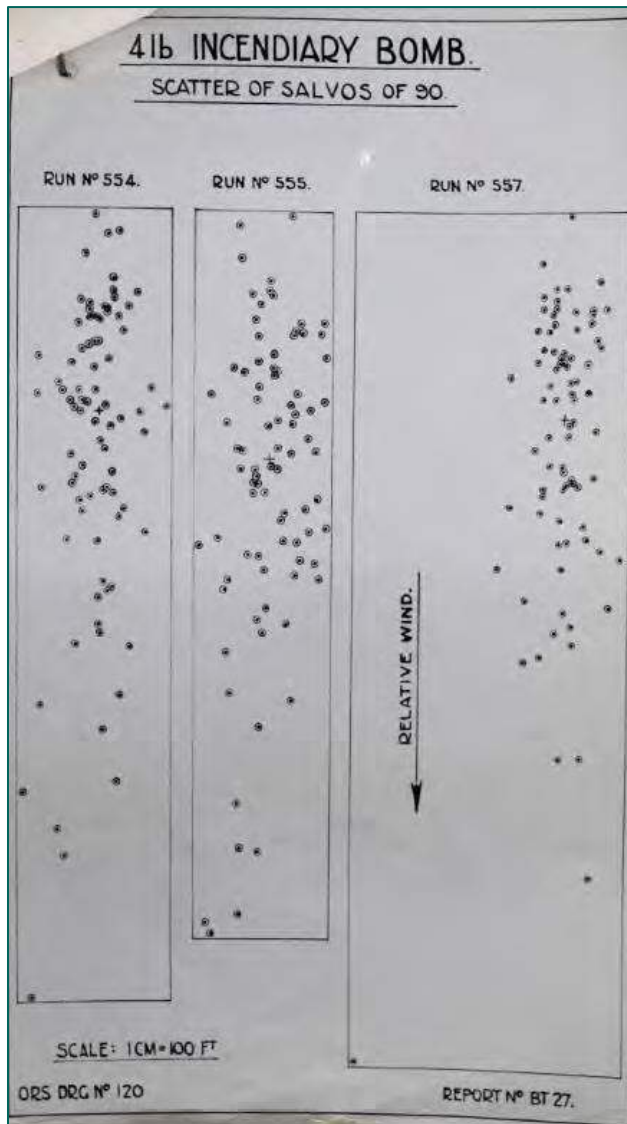 4lb INCENDIARY BOMB.
SCATTER OF SALVOS OF 90.
RUN Nº 554.
RUN Nº 555.
RUN Nº 557.
RELATIVE WIND.
SCALE: 1CM=100 FT
ORS DRG Nº 120
REPORT Nº BT 27.